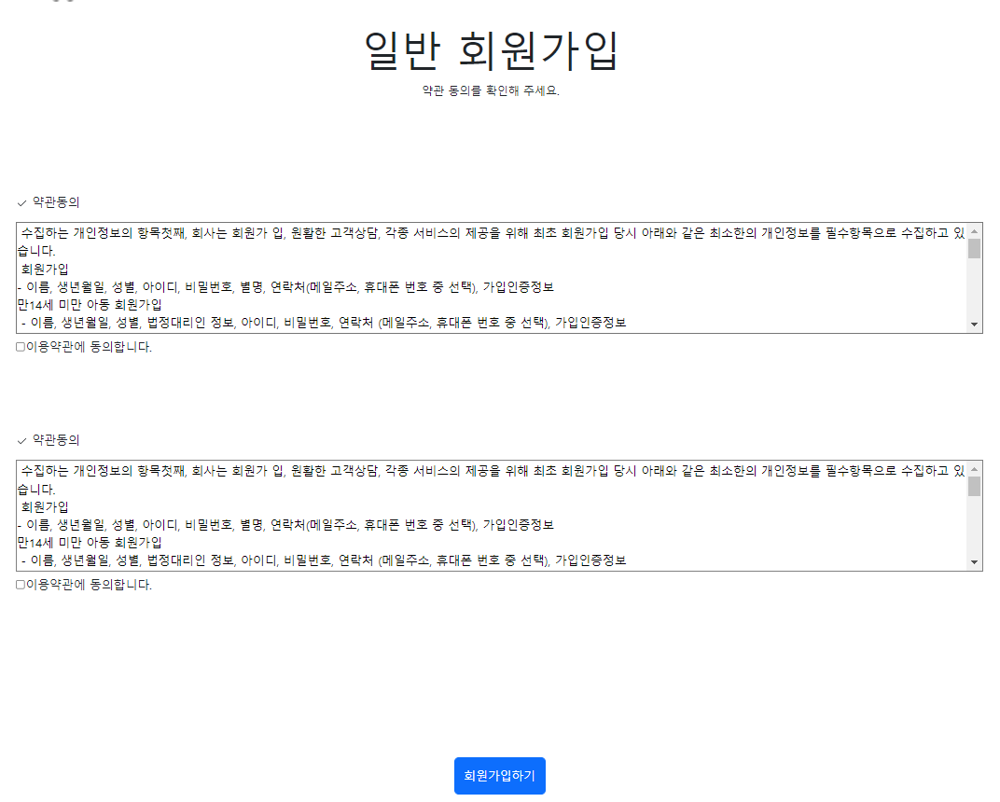 일반 회원가입
약관 동의를 확인해 주세요.
✓ 약관동의
수집하는 개인정보의 항목첫째, 회사는 회원가 입, 원활한 고객상담, 각종 서비스의 제공을 위해 최초 회원가입 당시 아래와 같은 최소한의 개인정보를 필수항목으로 수집하고 있
습니다.
회원가입
- 이름, 생년월일, 성별, 아이디, 비밀번호, 별명, 연락처(메일주소, 휴대폰 번호 중 선택), 가입인증정보
만14세 미만 아동 회원가입
- 이름, 생년월일, 성별, 법정대리인 정보, 아이디, 비밀번호, 연락처 (메일주소, 휴대폰 번호 중 선택), 가입인증정보
이용약관에 동의합니다.
✓ 약관동의
수집하는 개인정보의 항목첫째, 회사는 회원가 입, 원활한 고객상담, 각종 서비스의 제공을 위해 최초 회원가입 당시 아래와 같은 최소한의 개인정보를 필수항목으로 수집하고 있
습니다.
회원가입
- 이름, 생년월일, 성별, 아이디, 비밀번호, 별명, 연락처(메일주소, 휴대폰 번호 중 선택), 가입인증정보
만14세 미만 아동 회원가입
- 이름, 생년월일, 성별, 법정대리인 정보, 아이디, 비밀번호, 연락처 (메일주소, 휴대폰 번호 중 선택), 가입인증정보
이용약관에 동의합니다.
회원가입하기